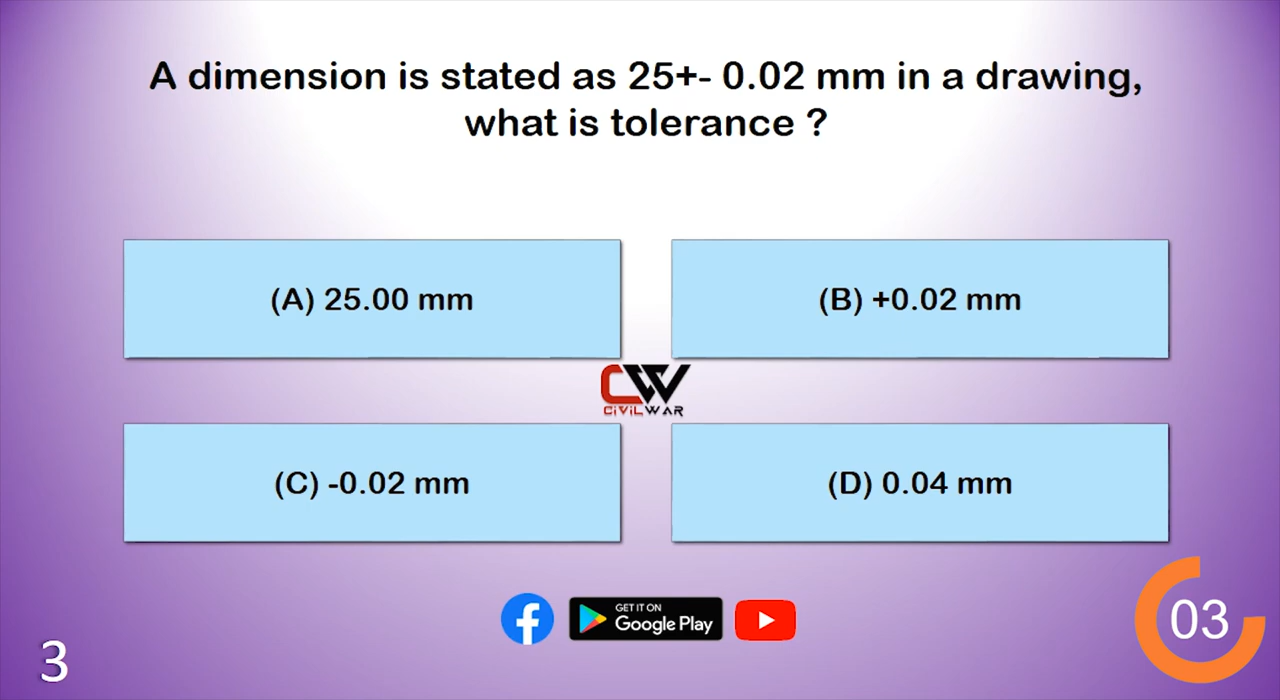 A dimension is stated as 25+- 0.02 mm in a drawing,
what is tolerance ?
(A) 25.00 mm
(B) +0.02 mm
CW
CiViLWAR
(C) -0.02 mm
(D) 0.04 mm
GET IT ON
Google Play
03
3